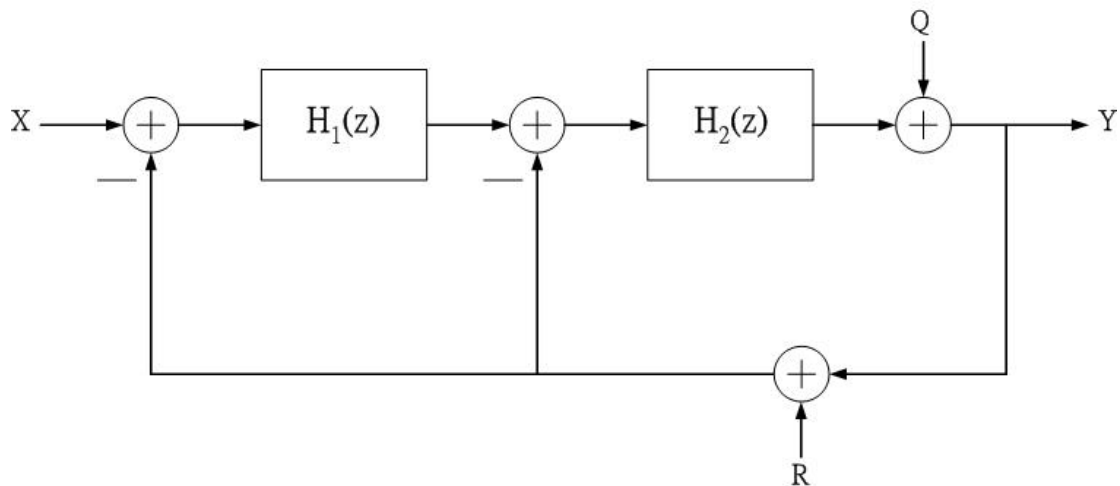 Q
X
+
H₁(z)
+
H₂(z)
+
Y
—
—
+
R